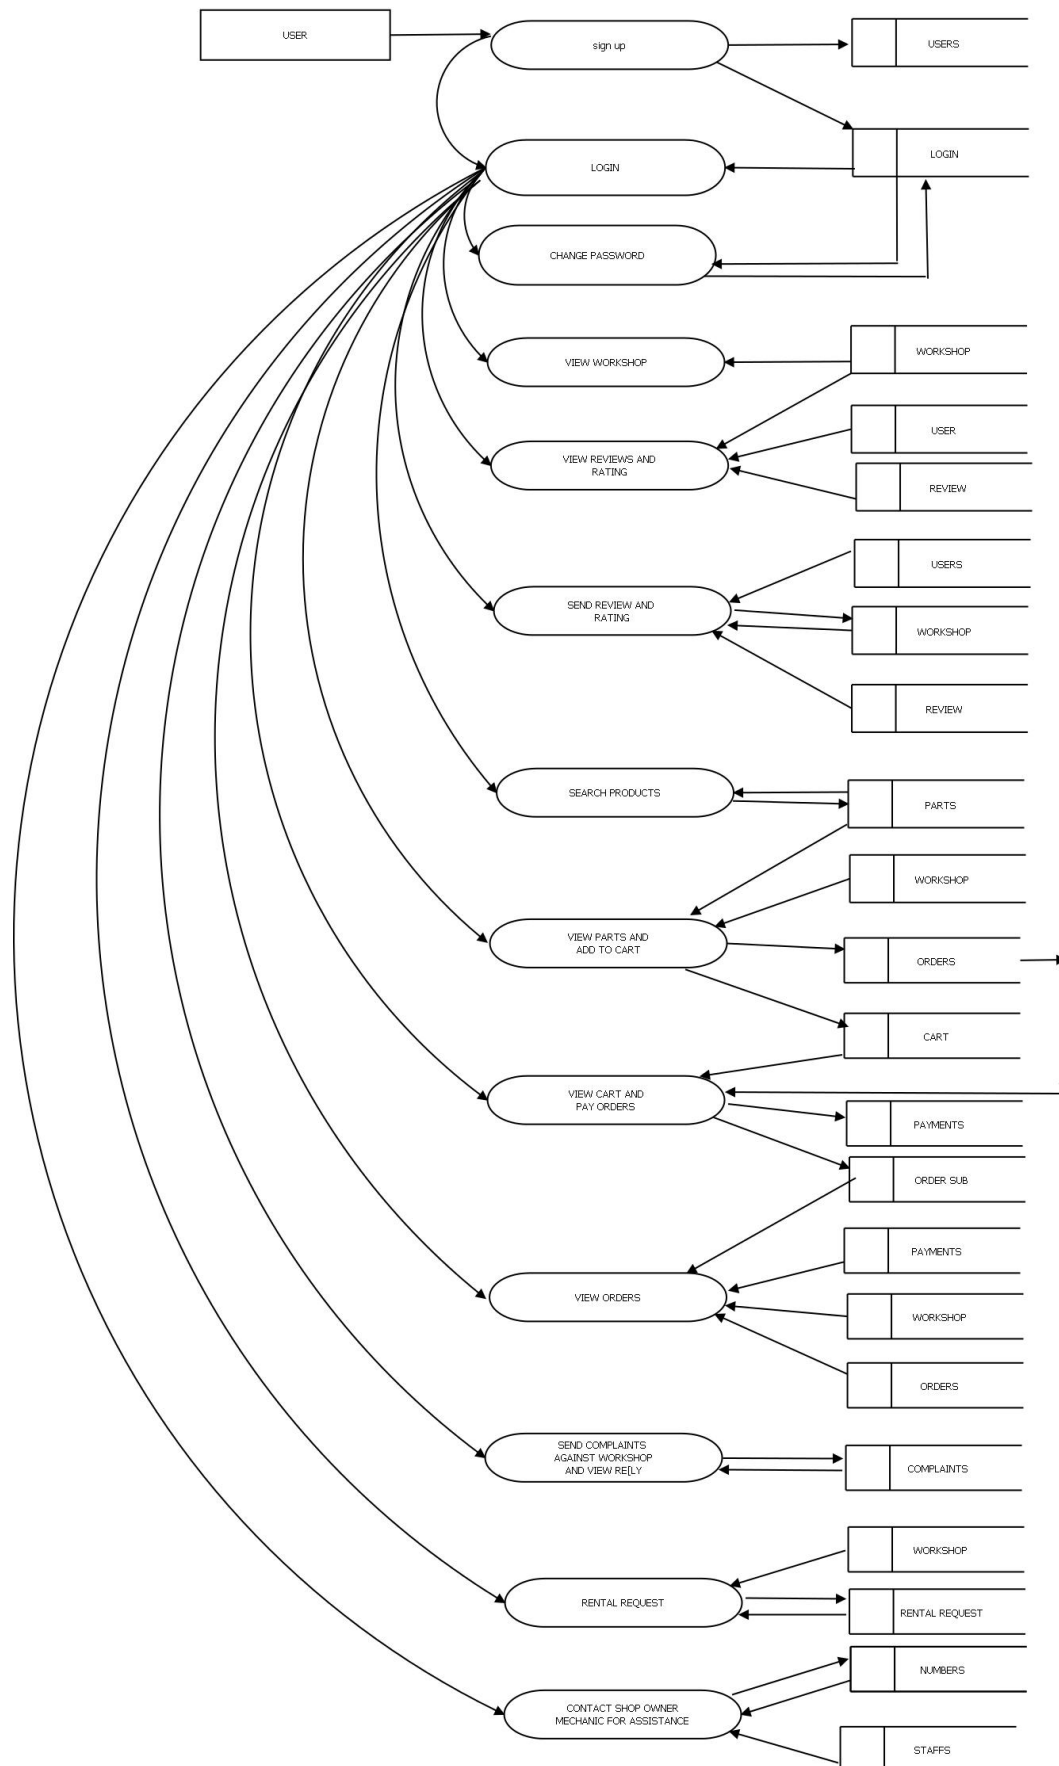 USER
sign up
USERS
LOGIN
LOGIN
CHANGE PASSWORD
VIEW WORKSHOP
WORKSHOP
USER
VIEW REVIEWS AND
RATING
REVIEW
USERS
SEND REVIEW AND
RATING
WORKSHOP
REVIEW
SEARCH PRODUCTS
PARTS
WORKSHOP
VIEW PARTS AND
ADD TO CART
ORDERS
CART
VIEW CART AND
PAY ORDERS
PAYMENTS
ORDER SUB
PAYMENTS
VIEW ORDERS
WORKSHOP
ORDERS
SEND COMPLAINTS
AGAINST WORKSHOP
AND VIEW RE[LY
COMPLAINTS
WORKSHOP
RENTAL REQUEST
RENTAL REQUEST
NUMBERS
CONTACT SHOP OWNER
MECHANIC FOR ASSISTANCE
STAFFS